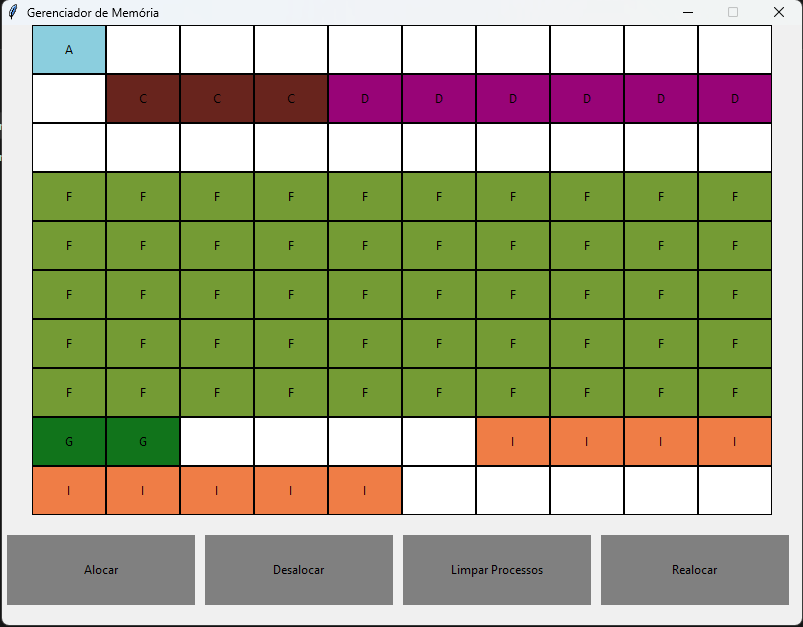 Gerenciador de Memória
A
C C C D D D D D D
F F F F F F F F F F
F F F F F F F F F F
F F F F F F F F F F
F F F F F F F F F F
F F F F F F F F F F
G G I I I I
I I I I I
Alocar Desalocar Limpar Processos Realocar